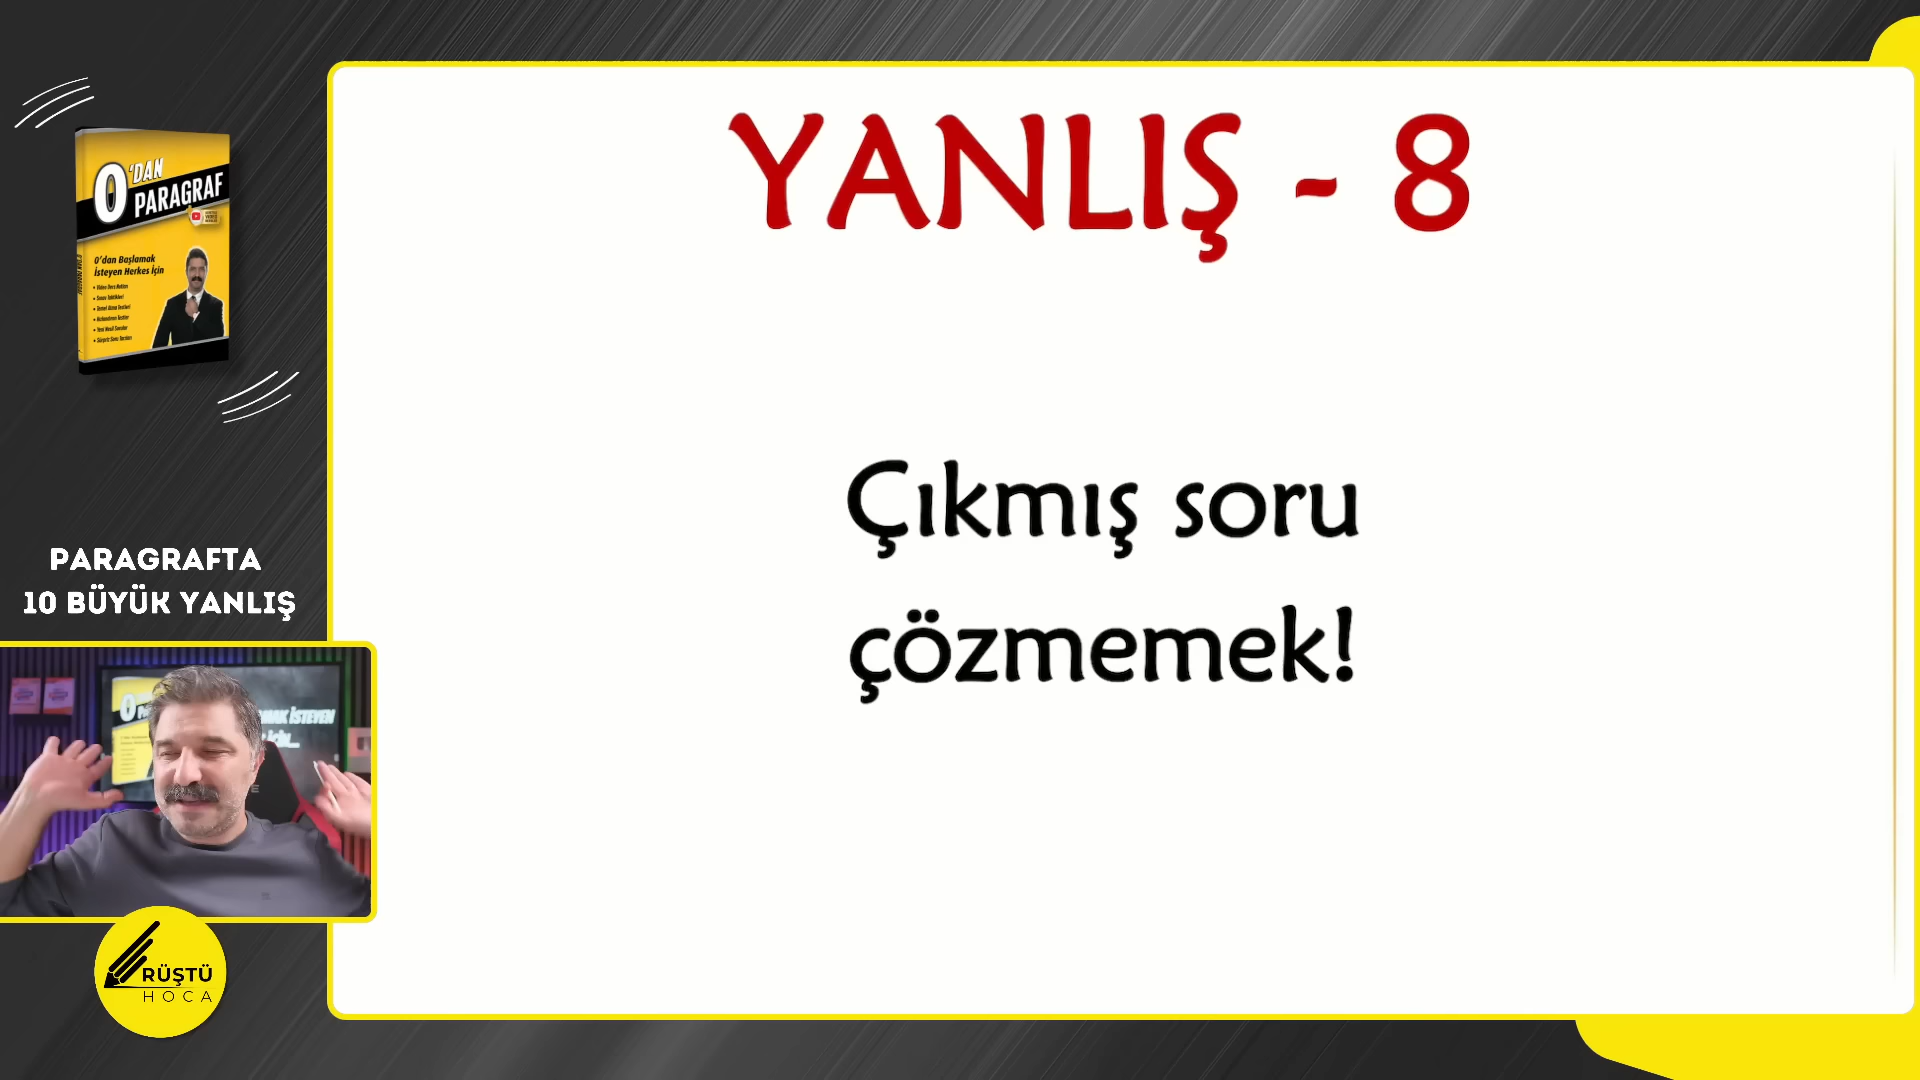 YANLIŞ - 8
Çıkmış soru
çözmemek!
0'DAN
PARAGRAF
0'dan Başlamak
İsteyen Herkes İçin
PARAGRAFTA
10 BÜYÜK YANLIŞ
RÜŞTÜ
HOCA